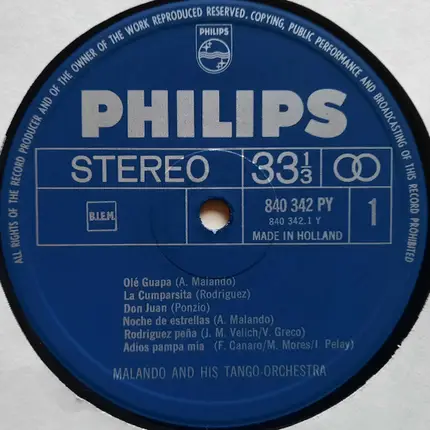 ALL RIGHTS OF THE RECORD PRODUCER AND OF THE OWNER OF THE WORK REPRODUCED RESERVED. COPYING, PUBLIC PERFORMANCE AND BROADCASTING OF THIS RECORD PROHIBITED
PHILIPS
PHILIPS
STEREO 33 1/3
B.I.E.M. 840 342 PY 1
840 342.1 Y
MADE IN HOLLAND
Olé Guapa (A. Malando)
La Cumparsita (Rodriguez)
Don Juan (Ponzio)
Noche de estrellas (A. Malando)
Rodriguez peña (J. M. Velich/V. Greco)
Adios pampa mia (F. Canaro/M. Mores/I. Pelay)
MALANDO AND HIS TANGO-ORCHESTRA